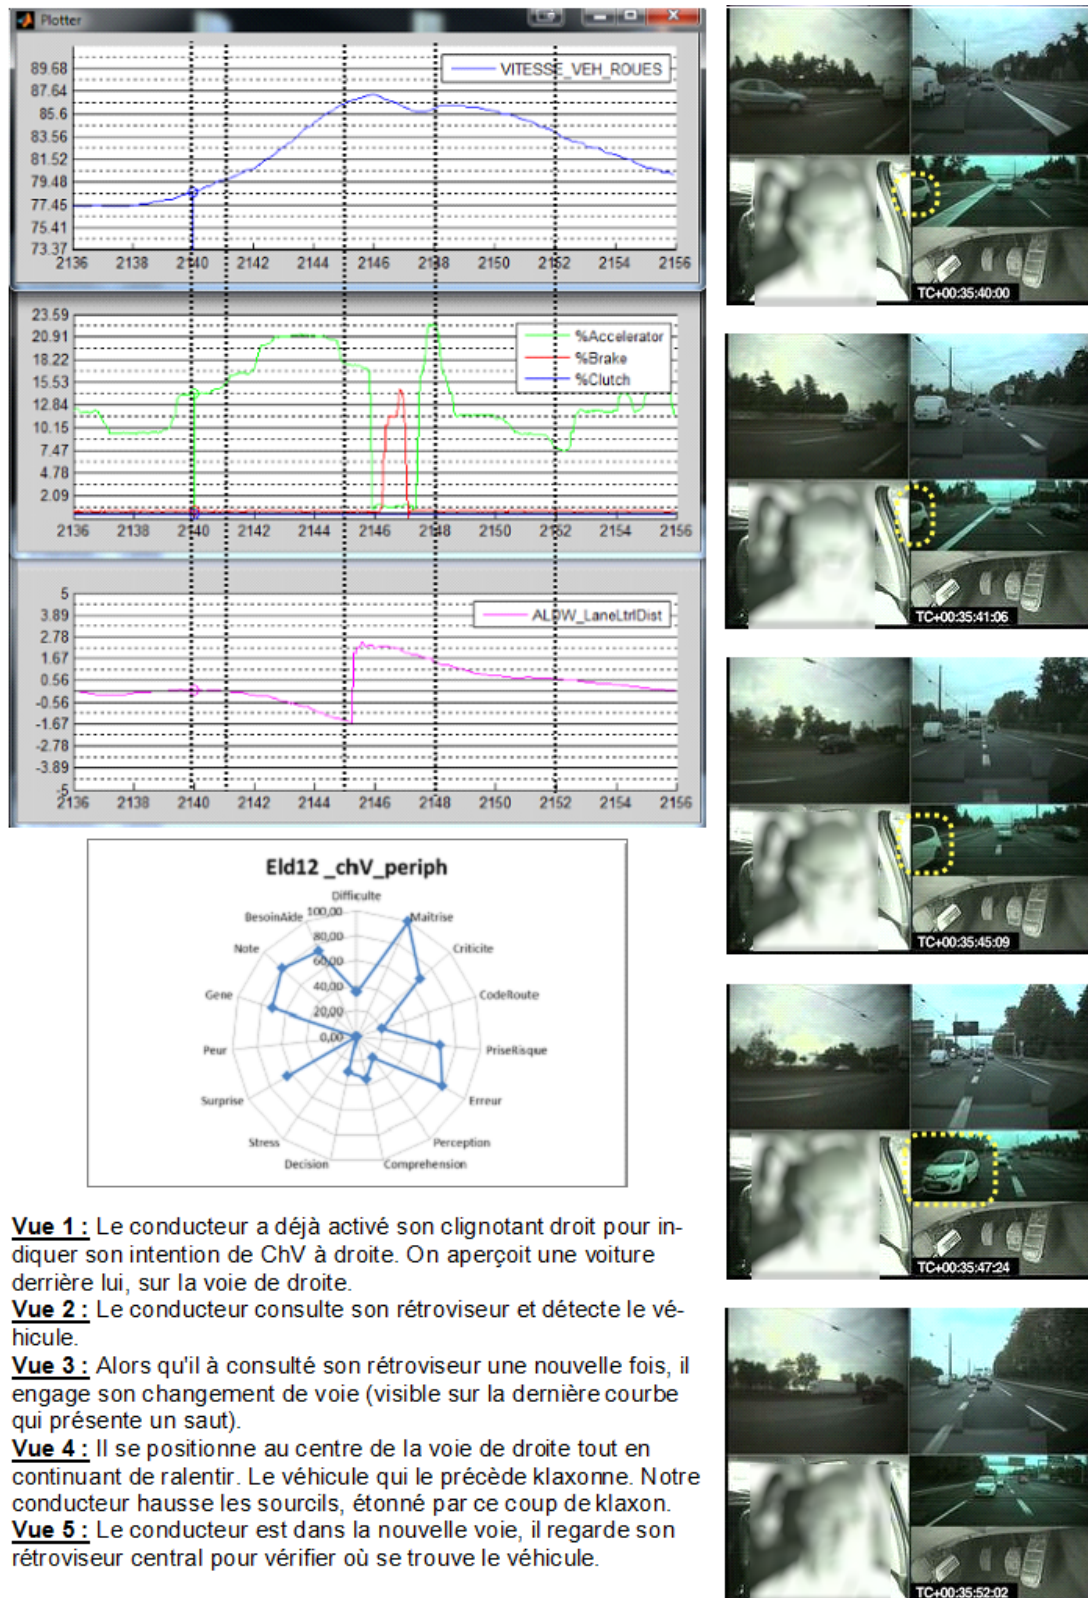 Plotter
VITESSE_VEH_ROUES
89.68
87.64
85.6
83.56
81.52
79.48
77.45
75.41
73.37
2136 2138 2140 2142 2144 2146 2148 2150 2152 2154 2156
%Accelerator
%Brake
%Clutch
23.59
20.91
18.22
15.53
12.84
10.15
7.47
4.78
2.09
2136 2138 2140 2142 2144 2146 2148 2150 2152 2154 2156
ALDW_LaneLtrlDist
5
3.89
2.78
1.67
0.56
-0.56
-1.67
-2.78
-3.89
-5
2136 2138 2140 2142 2144 2146 2148 2150 2152 2154 2156
Eld12 _chV_periph
Difficulte
Maitrise
Criticite
CodeRoute
PriseRisque
Erreur
Perception
Comprehension
Decision
Stress
Surprise
Peur
Gene
Note
BesoinAide
100,00
80,00
60,00
40,00
20,00
0,00
Vue 1 : Le conducteur a déjà activé son clignotant droit pour in-
diquer son intention de ChV à droite. On aperçoit une voiture
derrière lui, sur la voie de droite.
Vue 2 : Le conducteur consulte son rétroviseur et détecte le vé-
hicule.
Vue 3 : Alors qu'il à consulté son rétroviseur une nouvelle fois, il
engage son changement de voie (visible sur la dernière courbe
qui présente un saut).
Vue 4 : Il se positionne au centre de la voie de droite tout en
continuant de ralentir. Le véhicule qui le précède klaxonne. Notre
conducteur hausse les sourcils, étonné par ce coup de klaxon.
Vue 5 : Le conducteur est dans la nouvelle voie, il regarde son
rétroviseur central pour vérifier où se trouve le véhicule.
TC+00:35:40:00
TC+00:35:41:06
TC+00:35:45:09
TC+00:35:47:24
TC+00:35:52:02